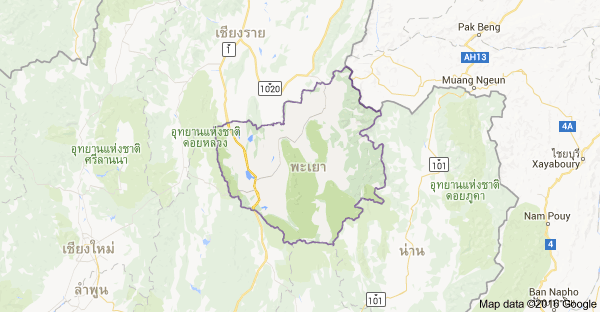 Pak Beng
เชียงราย
1
AH13
Muang Ngeun
1020
4A
อุทยานแห่งชาติ
ดอยหลวง
อุทยานแห่งชาติ
ศรีลานนา
พะเยา
101
ไชยบุรี
Xayaboury
อุทยานแห่งชาติ
ดอยภูคา
Nam Pouy
เชียงใหม่
น่าน
4
ลำพูน
101
Ban Napho
Map data ©2016 Google